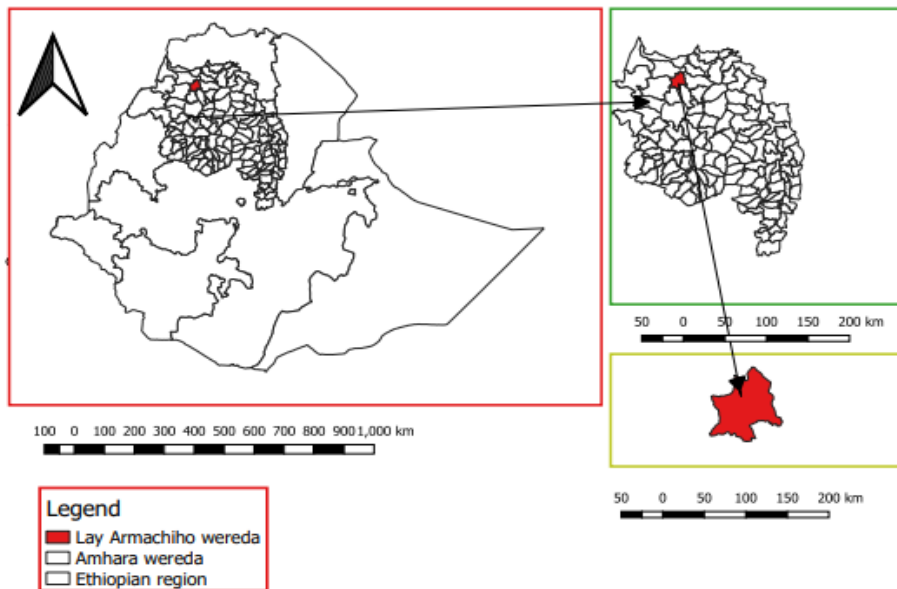 50 0 50 100 150 200 km
100 0 100 200 300 400 500 600 700 800 900 1,000 km
50 0 50 100 150 200 km
Legend
Lay Armachiho wereda
Amhara wereda
Ethiopian region